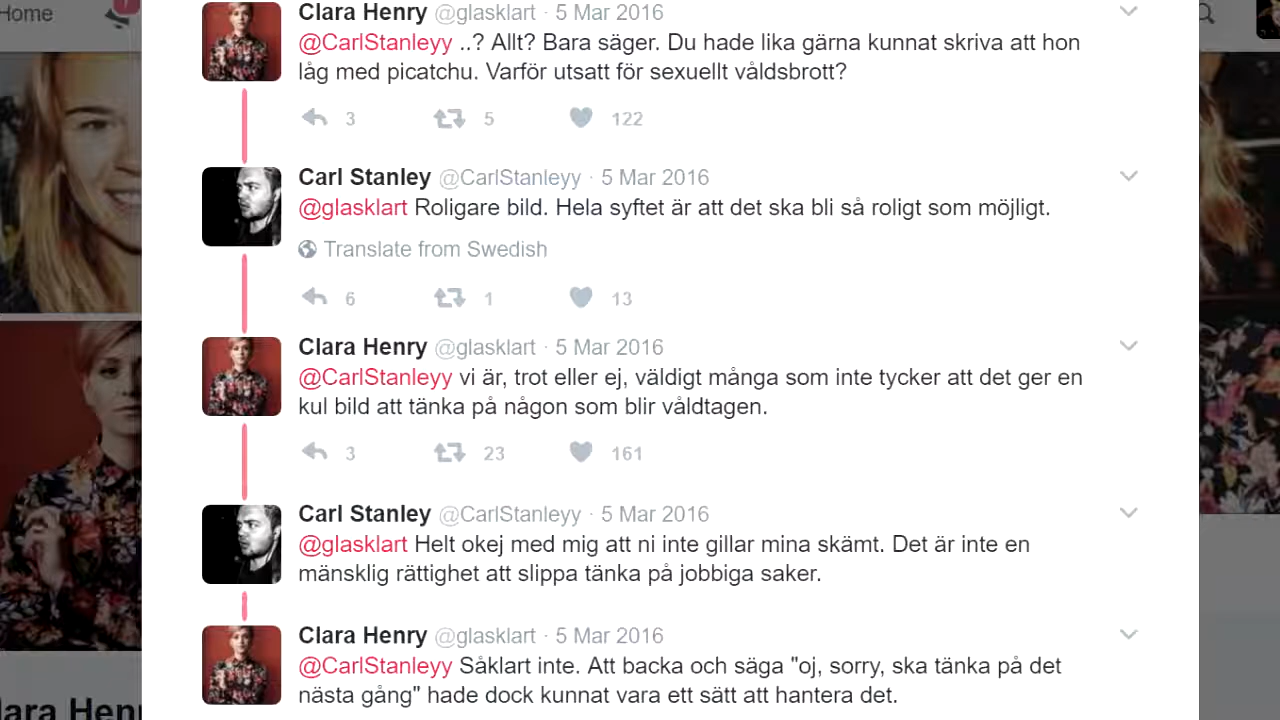 Home
Clara Henry @glasklart · 5 Mar 2016
@CarlStanleyy ..? Allt? Bara säger. Du hade lika gärna kunnat skriva att hon
låg med picatchu. Varför utsatt för sexuellt våldsbrott?
3 5 122
Carl Stanley @CarlStanleyy · 5 Mar 2016
@glasklart Roligare bild. Hela syftet är att det ska bli så roligt som möjligt.
Translate from Swedish
6 1 13
Clara Henry @glasklart · 5 Mar 2016
@CarlStanleyy vi är, trot eller ej, väldigt många som inte tycker att det ger en
kul bild att tänka på någon som blir våldtagen.
3 23 161
Carl Stanley @CarlStanleyy · 5 Mar 2016
@glasklart Helt okej med mig att ni inte gillar mina skämt. Det är inte en
mänsklig rättighet att slippa tänka på jobbiga saker.
Clara Henry @glasklart · 5 Mar 2016
@CarlStanleyy Såklart inte. Att backa och säga "oj, sorry, ska tänka på det
nästa gång" hade dock kunnat vara ett sätt att hantera det.
lara Hen